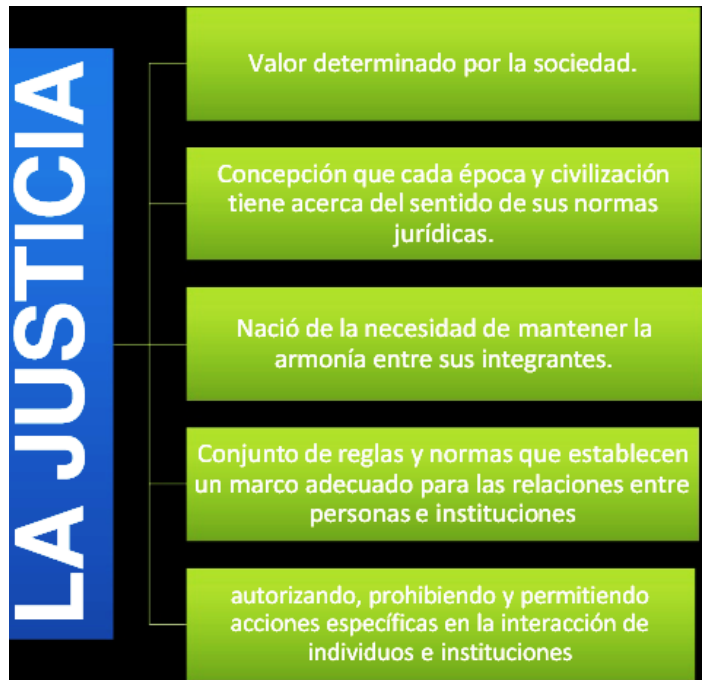 LA JUSTICIA
Valor determinado por la sociedad.
Concepción que cada época y civilización
tiene acerca del sentido de sus normas
jurídicas.
Nació de la necesidad de mantener la
armonía entre sus integrantes.
Conjunto de reglas y normas que establecen
un marco adecuado para las relaciones entre
personas e instituciones
autorizando, prohibiendo y permitiendo
acciones específicas en la interacción de
individuos e instituciones